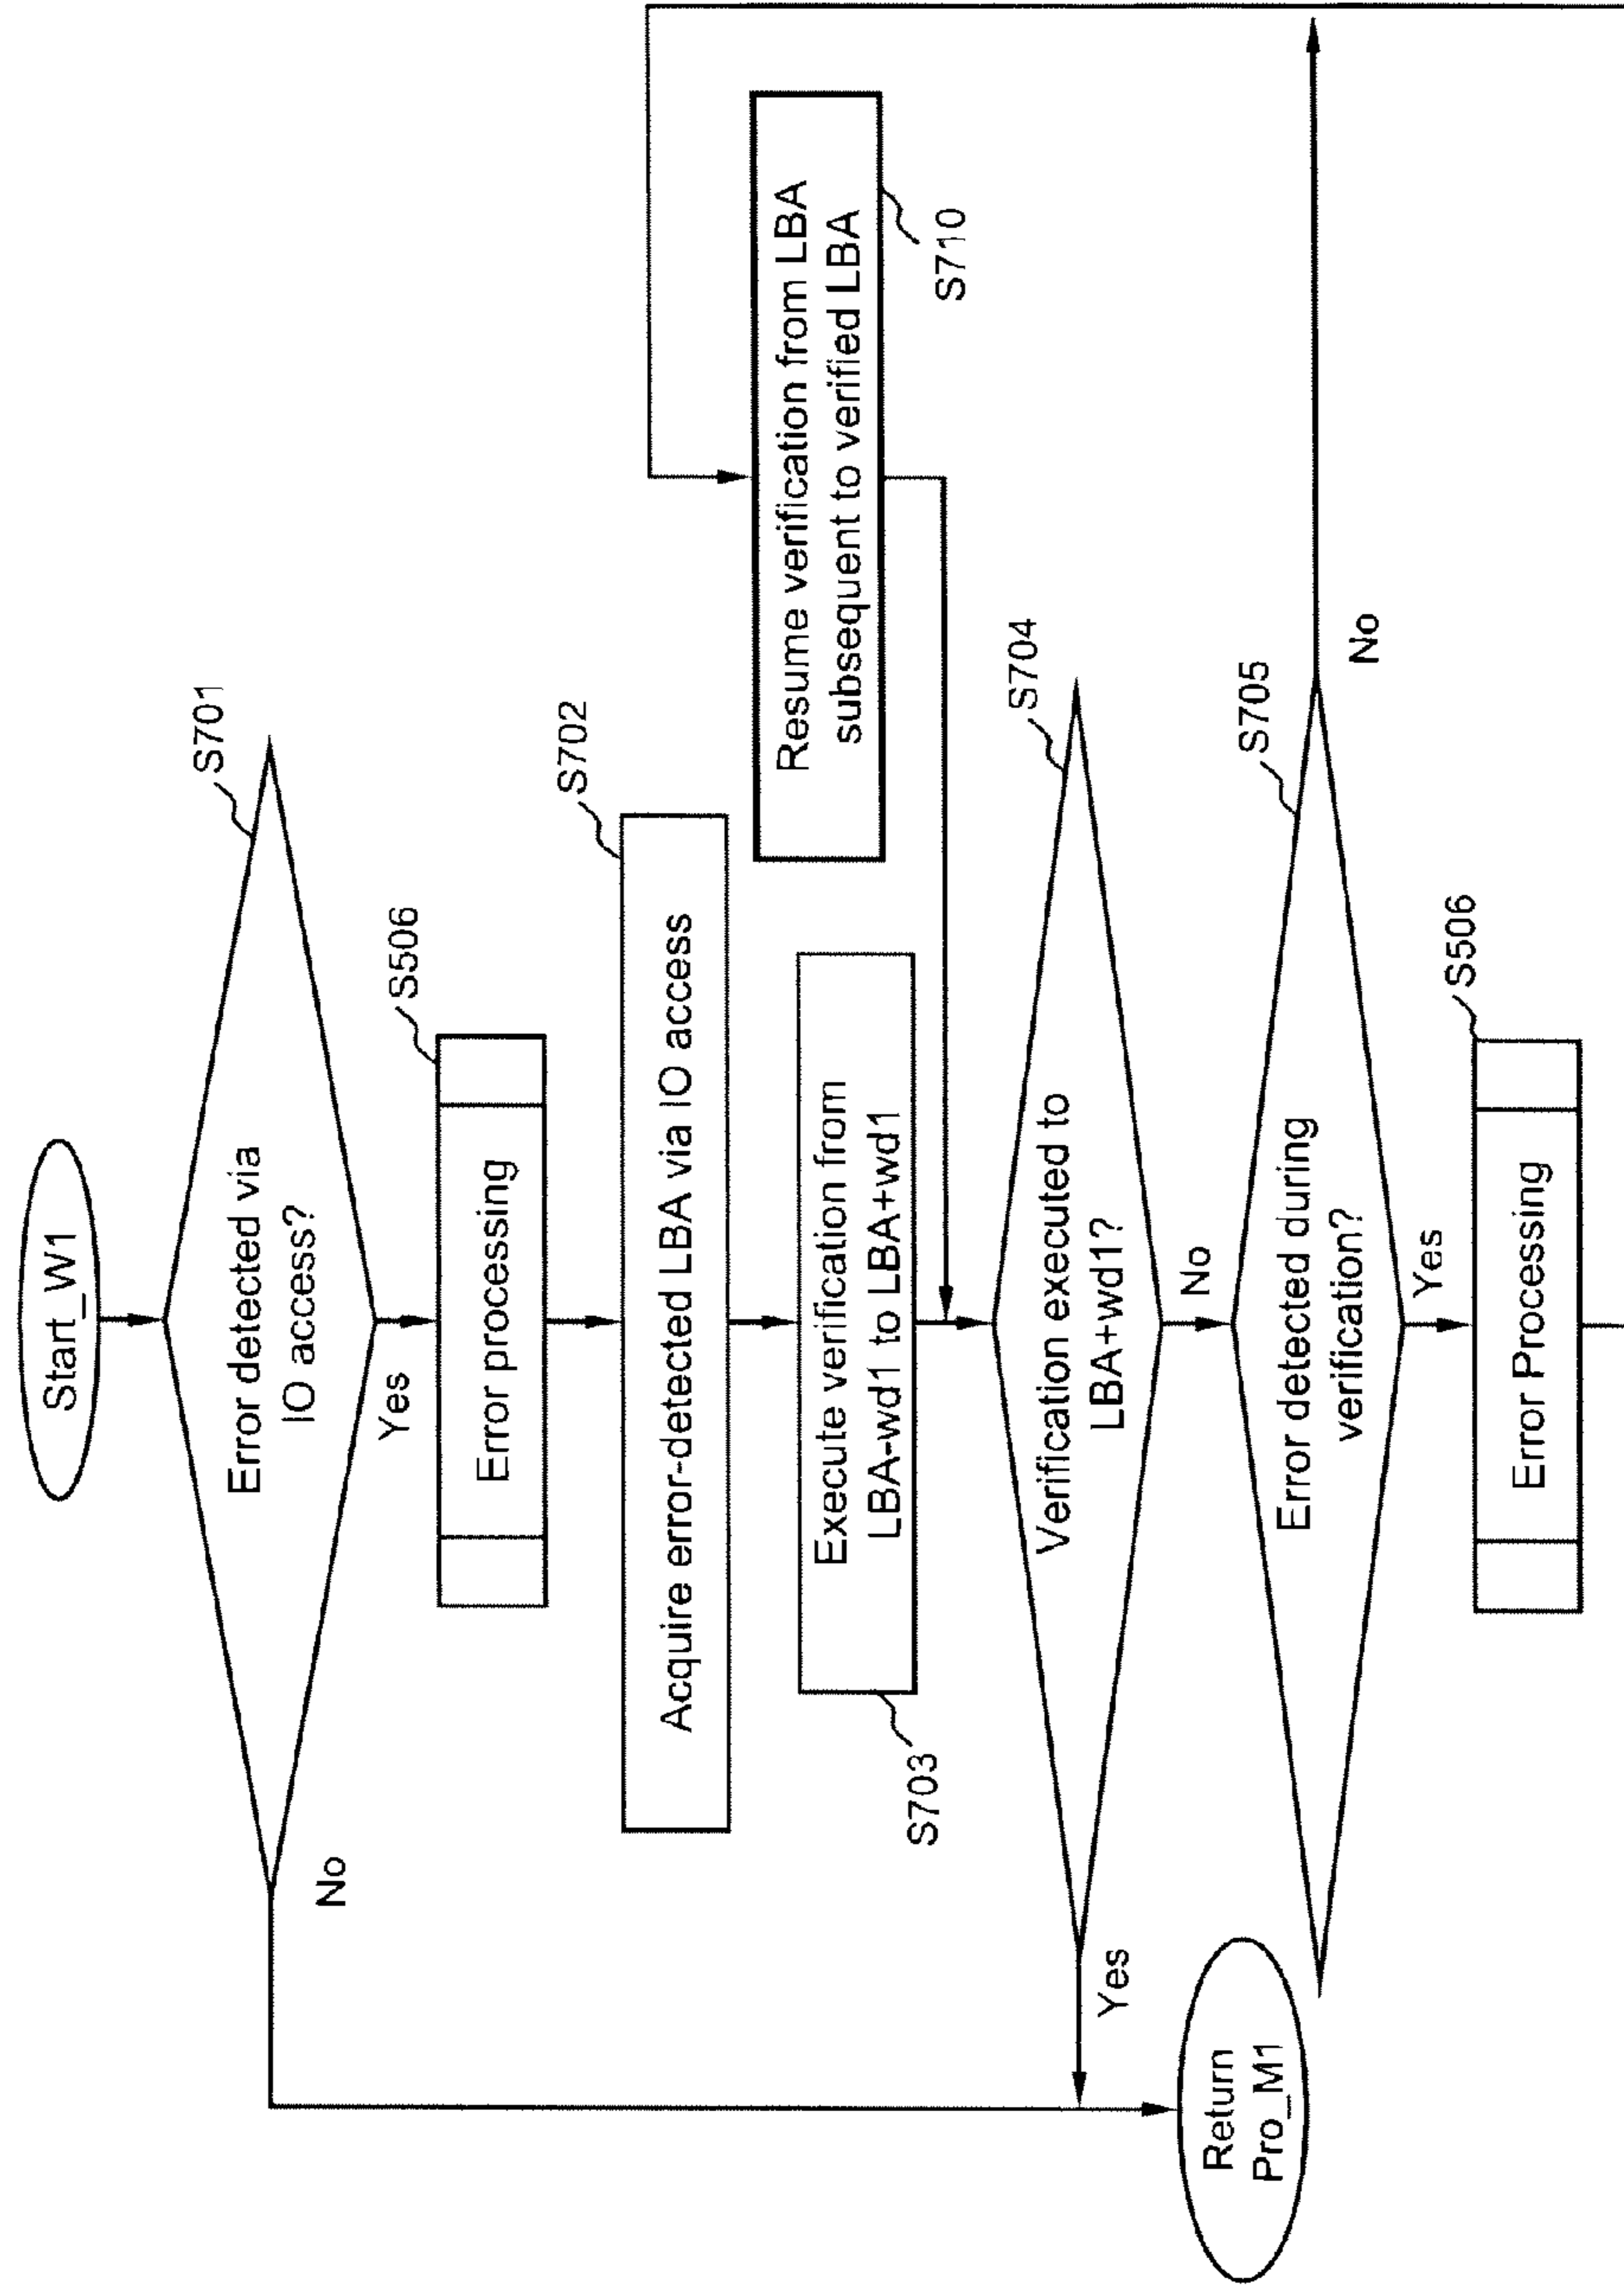 Start_W1
S701
Error detected via
IO access?
No
Yes
S506
Error processing
S702
Acquire error-detected LBA via IO access
S703
Execute verification from
LBA-wd1 to LBA+wd1
Resume verification from LBA
subsequent to verified LBA
S710
S704
Verification executed to
LBA+wd1?
Yes
No
Return
Pro_M1
S705
Error detected during
verification?
No
Yes
S506
Error Processing